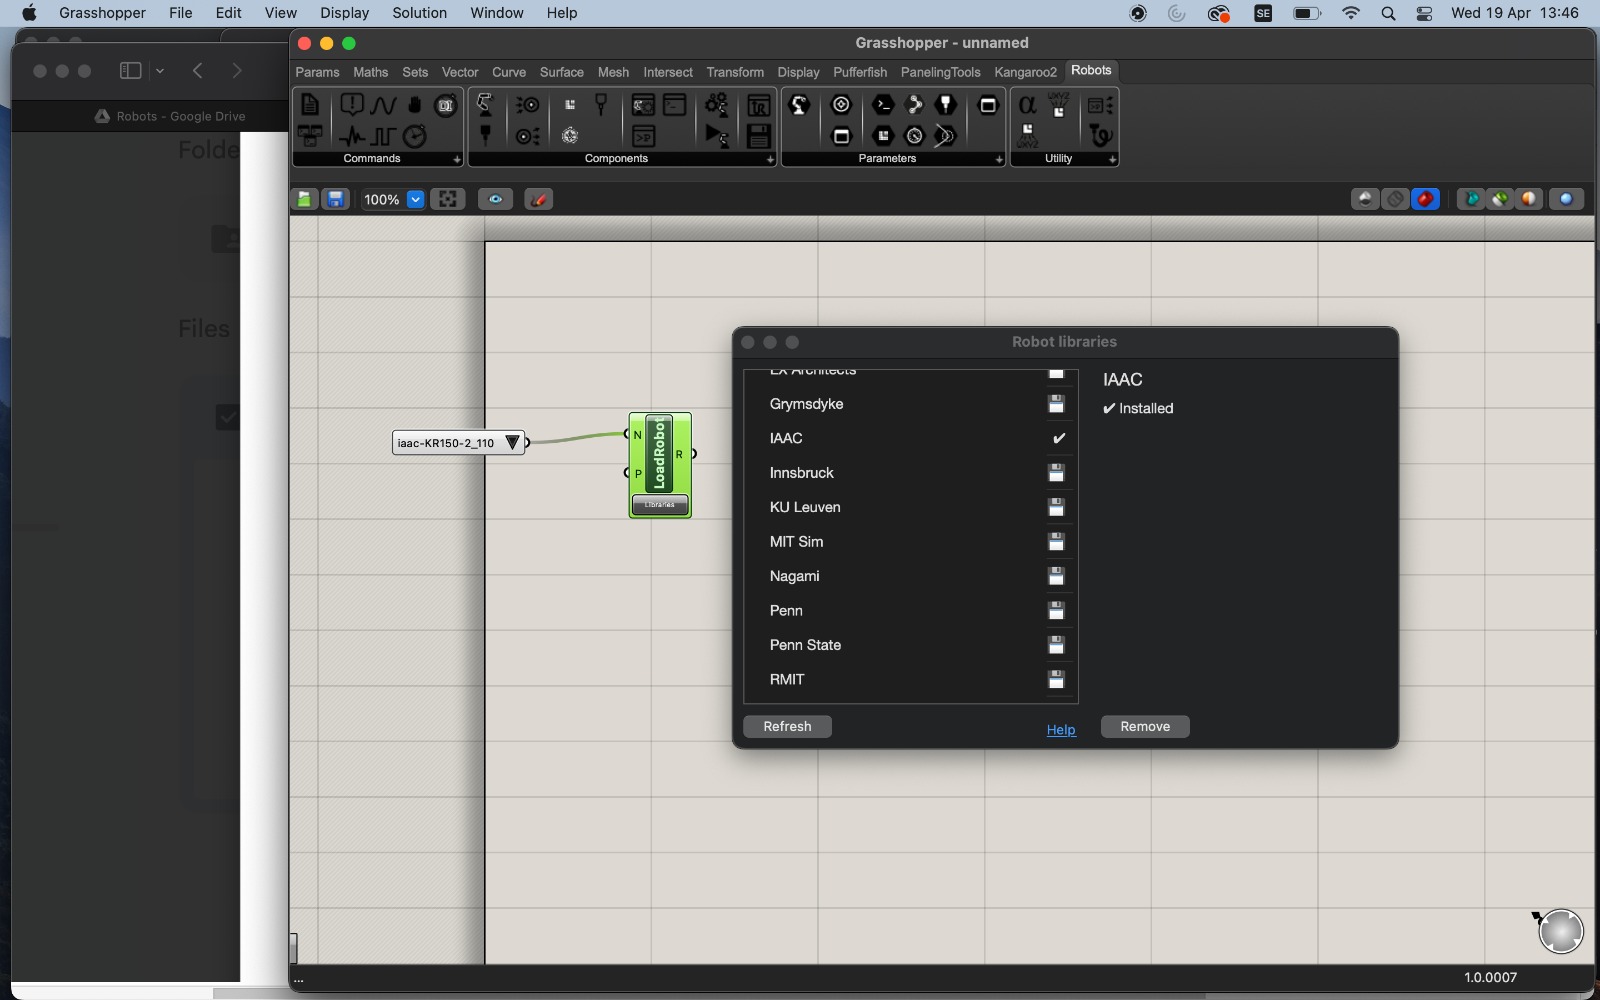 Grasshopper File Edit View Display Solution Window Help SE Wed 19 Apr 13:46
Grasshopper - unnamed
Params Maths Sets Vector Curve Surface Mesh Intersect Transform Display Pufferfish PanelingTools Kangaroo2 Robots
Robots - Google Drive
Folde
Files
Commands Components Parameters Utility
100%
iaac-KR150-2_110
N
P
LoadRobot
R
Libraries
Robot libraries
EX Architects
Grymsdyke
IAAC
Innsbruck
KU Leuven
MIT Sim
Nagami
Penn
Penn State
RMIT
IAAC
✔ Installed
Refresh Help Remove
... 1.0.0007